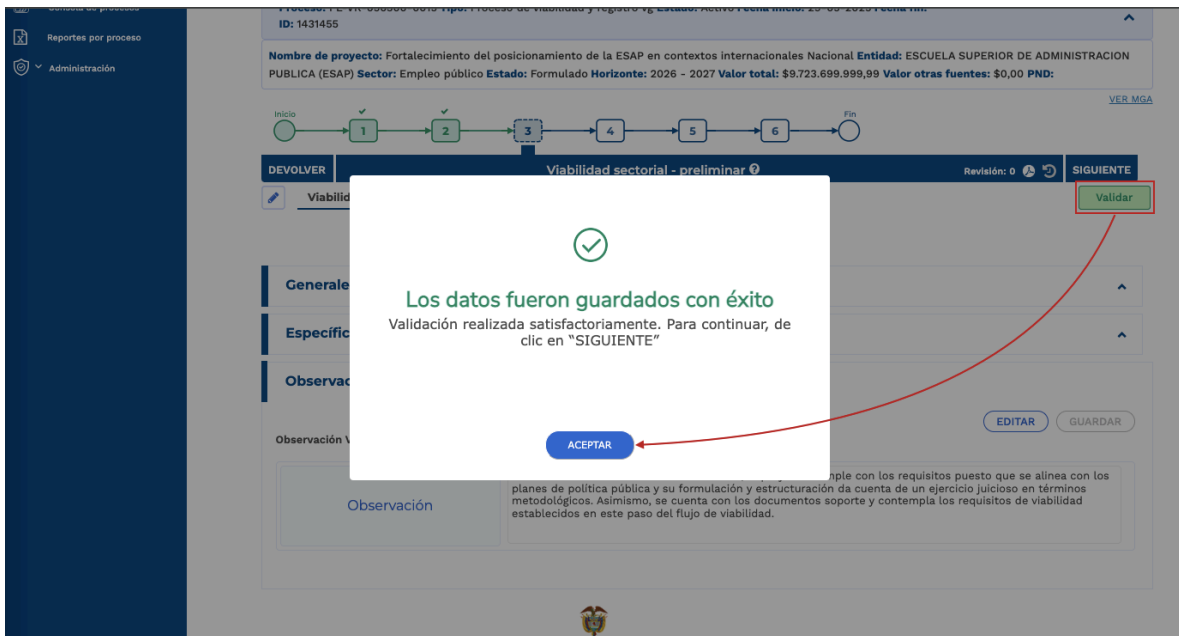 ID: 1431455
Reportes por proceso
Administración
Nombre de proyecto: Fortalecimiento del posicionamiento de la ESAP en contextos internacionales Nacional Entidad: ESCUELA SUPERIOR DE ADMINISTRACION
PUBLICA (ESAP) Sector: Empleo público Estado: Formulado Horizonte: 2026 - 2027 Valor total: $9.723.699.999,99 Valor otras fuentes: $0,00 PND:
VER MGA
Inicio
1
2
3
4
5
6
Fin
DEVOLVER
Viabilidad sectorial - preliminar
Revisión: 0
SIGUIENTE
Viabilid
Validar
Generale
Específic
Observac
Los datos fueron guardados con éxito
Validación realizada satisfactoriamente. Para continuar, de
clic en “SIGUIENTE”
ACEPTAR
EDITAR
GUARDAR
Observación V
Observación
mple con los requisitos puesto que se alinea con los
planes de política pública y su formulación y estructuración da cuenta de un ejercicio juicioso en términos
metodológicos. Asimismo, se cuenta con los documentos soporte y contempla los requisitos de viabilidad
establecidos en este paso del flujo de viabilidad.